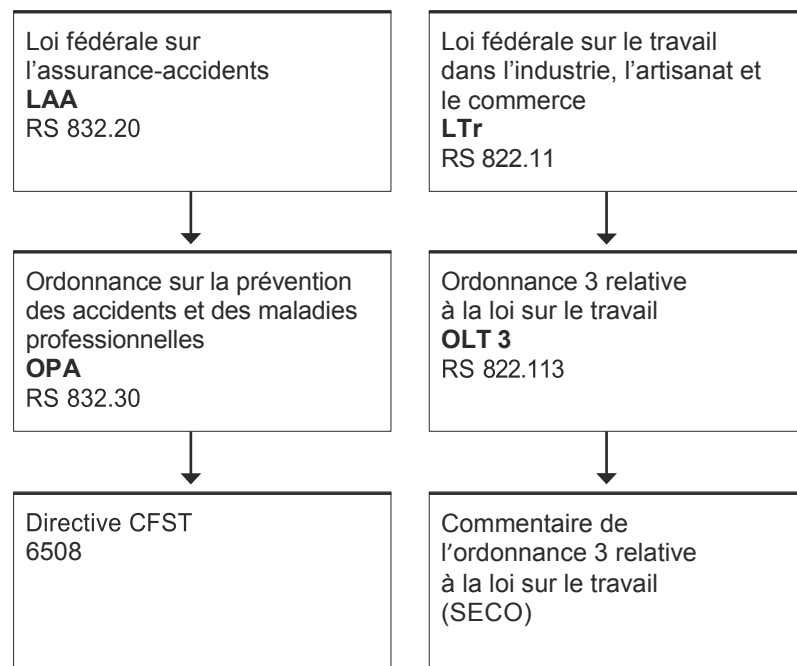 Loi fédérale sur
l'assurance-accidents
LAA
RS 832.20
Loi fédérale sur le travail
dans l'industrie, l'artisanat et
le commerce
LTr
RS 822.11
Ordonnance sur la prévention
des accidents et des maladies
professionnelles
OPA
RS 832.30
Ordonnance 3 relative
à la loi sur le travail
OLT 3
RS 822.113
Directive CFST
6508
Commentaire de
l'ordonnance 3 relative
à la loi sur le travail
(SECO)